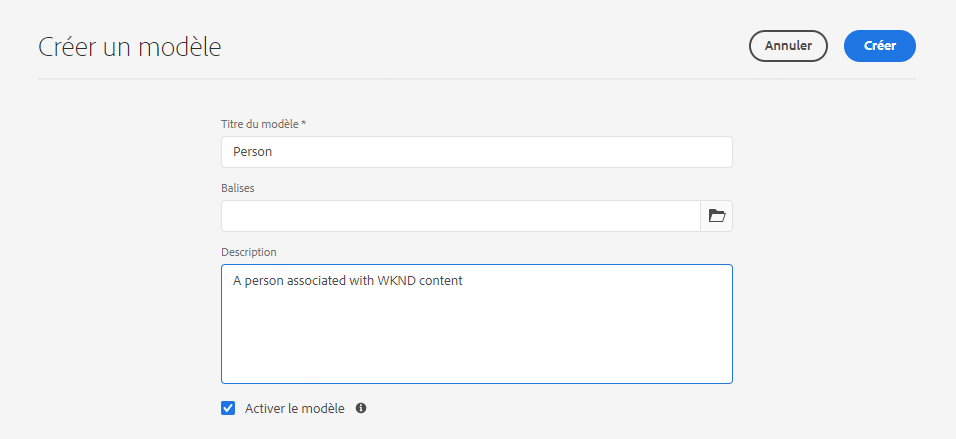 Créer un modèle
Annuler
Créer
Titre du modèle *
Person
Balises
Description
A person associated with WKND content
Activer le modèle